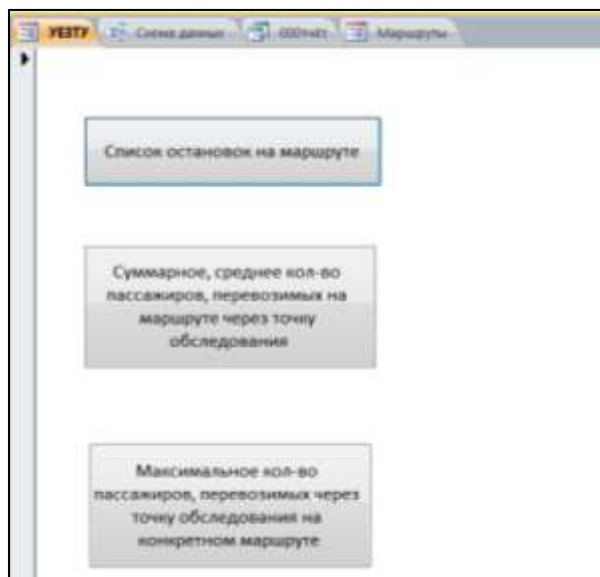 Схема данных Маршруты
Список остановок на маршруте
Суммарное, среднее кол-во
пассажиров, перевозимых на
маршруте через точку
обследования
Максимальное кол-во
пассажиров, перевозимых через
точку обследования на
конкретном маршруте